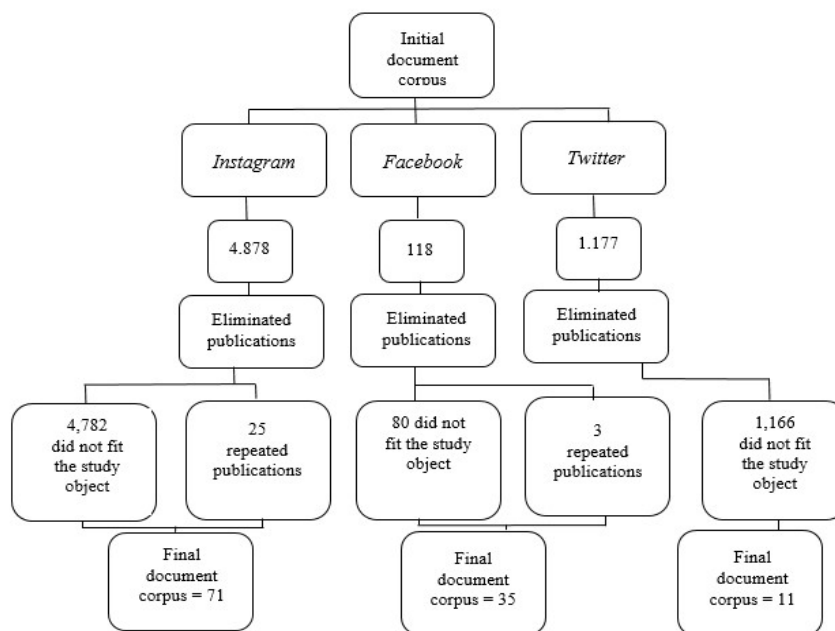 Initial
document
corpus
Instagram
Facebook
Twitter
4.878
118
1.177
Eliminated
publications
Eliminated
publications
Eliminated
publications
4,782
did not fit
the study
object
25
repeated
publications
80 did not
fit the study
object
3
repeated
publications
1,166
did not fit
the study
object
Final
document
corpus = 71
Final
document
corpus = 35
Final
document
corpus = 11